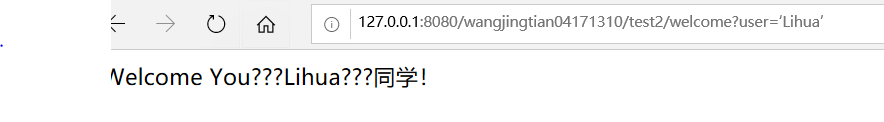 127.0.0.1:8080/wangjingtian04171310/test2/welcome?user=‘Lihua’
Welcome You???Lihua???同学！